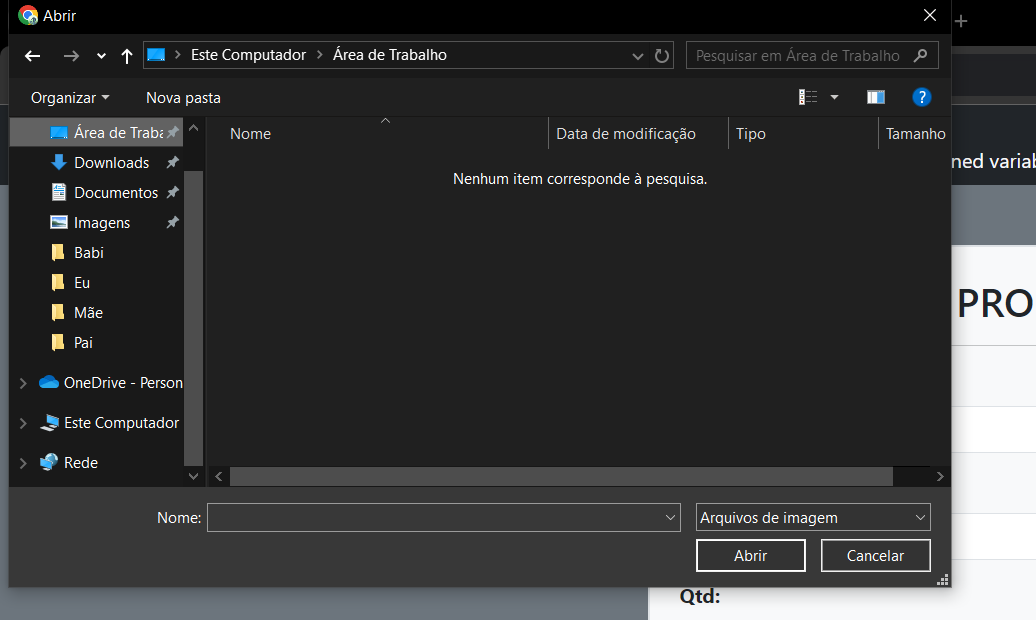 Abrir
Este Computador > Área de Trabalho
Pesquisar em Área de Trabalho
Organizar
Nova pasta
Área de Traba
Nome
Data de modificação
Tipo
Tamanho
Nenhum item corresponde à pesquisa.
Downloads
Documentos
Imagens
Babi
Eu
Mãe
Pai
OneDrive - Person
Este Computador
Rede
Nome:
Arquivos de imagem
Abrir
Cancelar
ned variab
PRO
Qtd: